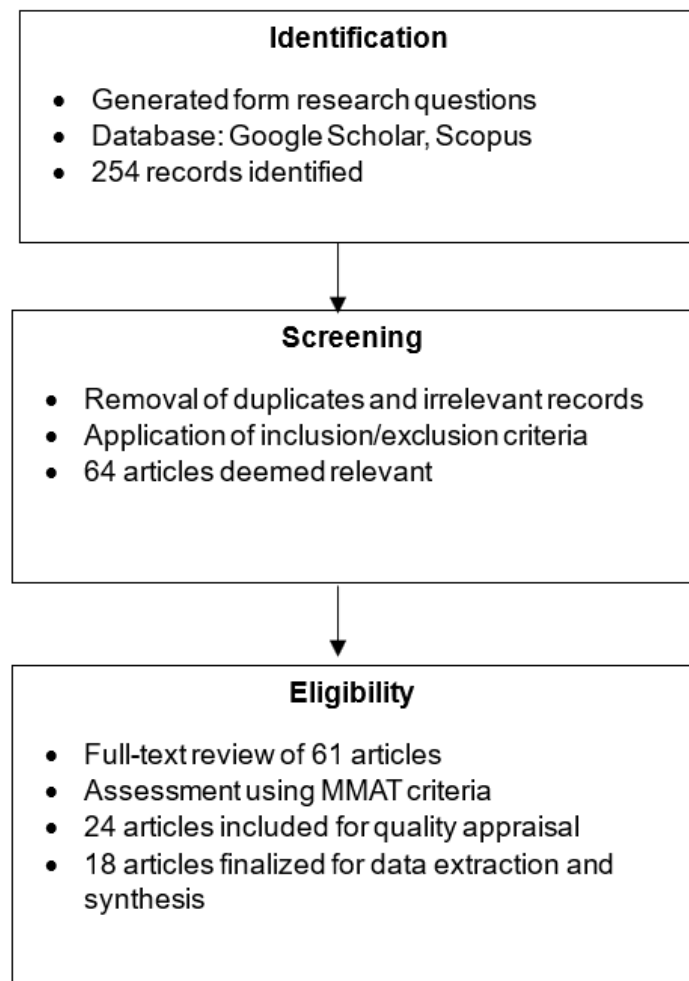 Identification
• Generated form research questions
• Database: Google Scholar, Scopus
• 254 records identified
Screening
• Removal of duplicates and irrelevant records
• Application of inclusion/exclusion criteria
• 64 articles deemed relevant
Eligibility
• Full-text review of 61 articles
• Assessment using MMAT criteria
• 24 articles included for quality appraisal
• 18 articles finalized for data extraction and
synthesis